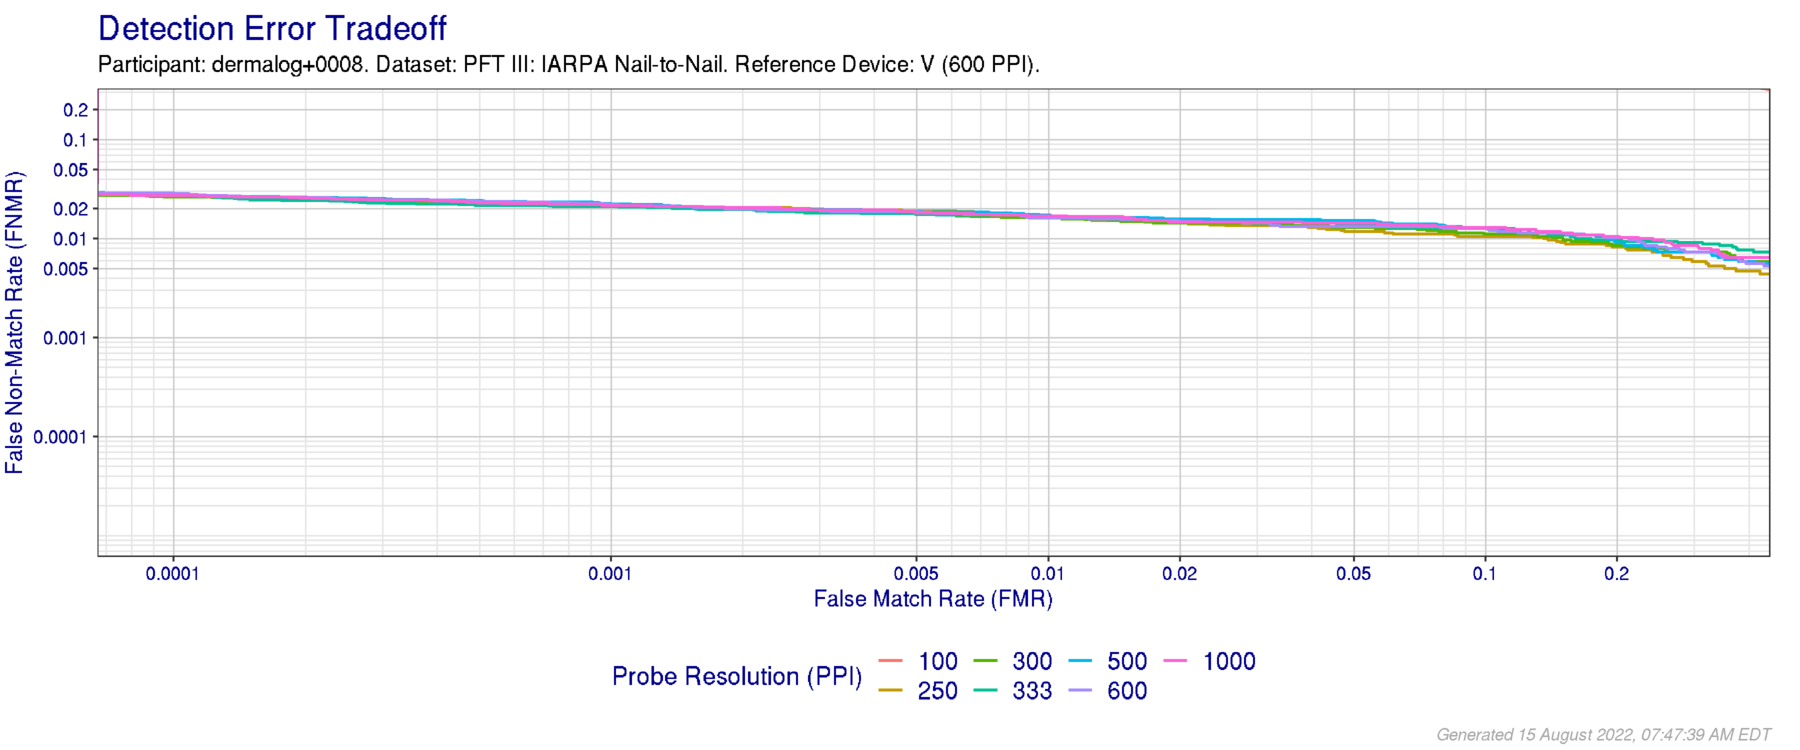 Detection Error Tradeoff
Participant: dermalog+0008. Dataset: PFT III: IARPA Nail-to-Nail. Reference Device: V (600 PPI).
False Non-Match Rate (FNMR)
0.2
0.1
0.05
0.02
0.01
0.005
0.001
0.0001
0.0001 0.001 0.005 0.01 0.02 0.05 0.1 0.2
False Match Rate (FMR)
Probe Resolution (PPI)
100 300 500 1000
250 333 600
Generated 15 August 2022, 07:47:39 AM EDT